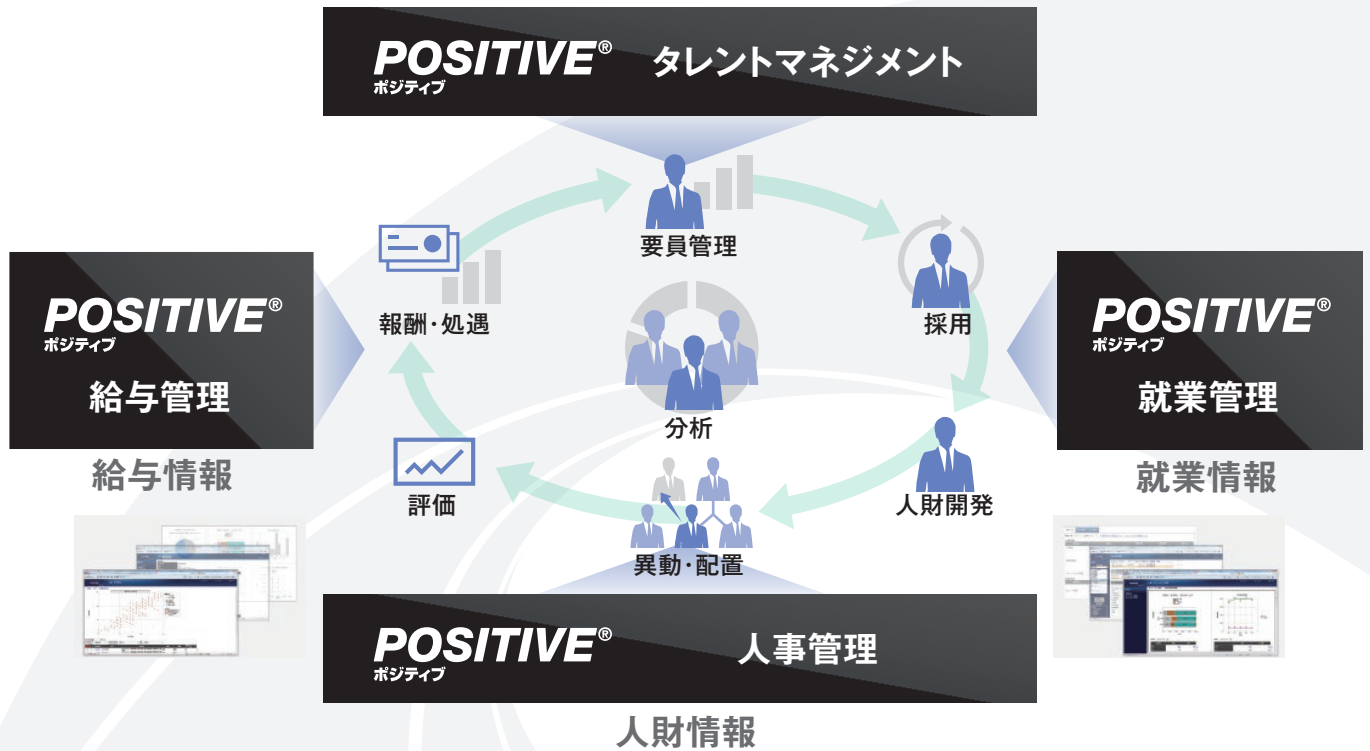 POSITIVE® タレントマネジメント
ポジティブ
要員管理
採用
人財開発
異動・配置
評価
報酬・処遇
分析
POSITIVE®
ポジティブ
給与管理
給与情報
POSITIVE®
ポジティブ
就業管理
就業情報
POSITIVE® 人事管理
ポジティブ
人財情報